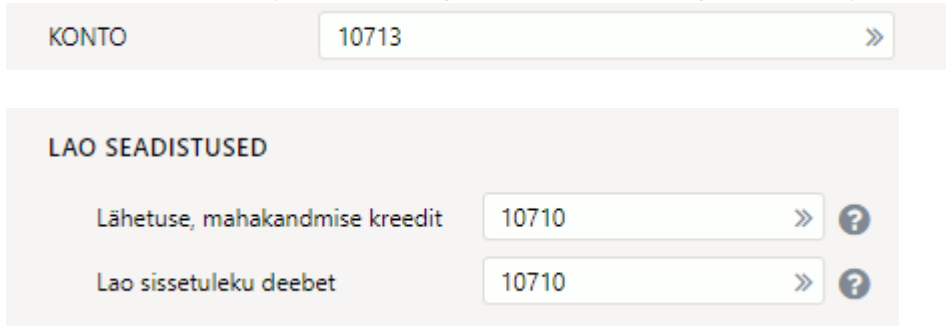 KONTO 10713
LAO SEADISTUSED
Lähetuse, mahakandmise kreedit 10710
Lao sissetuleku deebet 10710